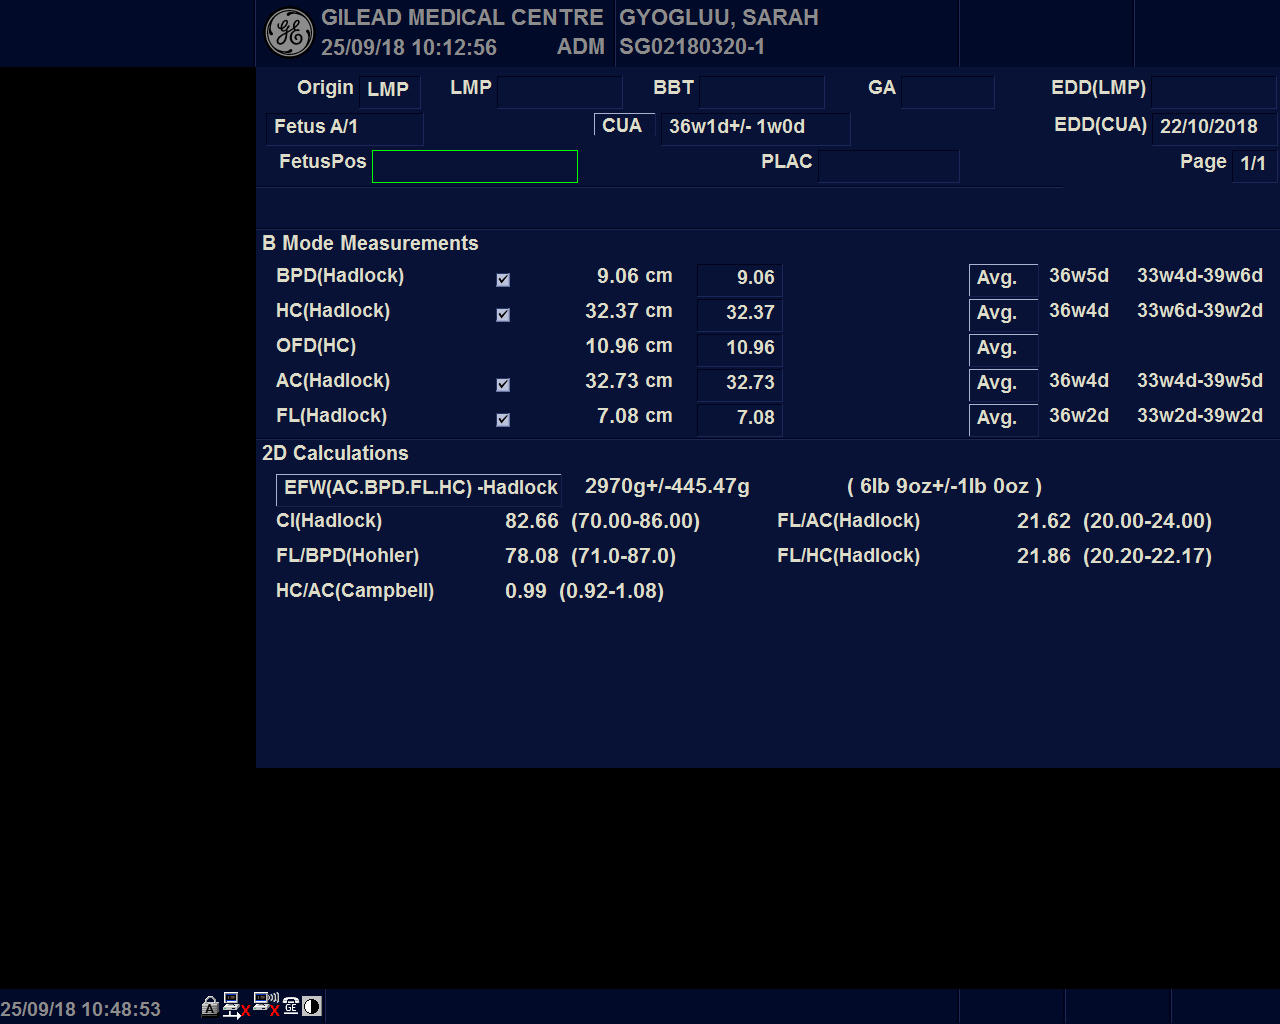 GILEAD MEDICAL CENTRE GYOGLUU, SARAH
25/09/18 10:12:56 ADM SG02180320-1
Origin LMP LMP BBT GA EDD(LMP)
Fetus A/1 CUA 36w1d+/- 1w0d EDD(CUA) 22/10/2018
FetusPos PLAC Page 1/1
B Mode Measurements
BPD(Hadlock) 9.06 cm 9.06 Avg. 36w5d 33w4d-39w6d
HC(Hadlock) 32.37 cm 32.37 Avg. 36w4d 33w6d-39w2d
OFD(HC) 10.96 cm 10.96 Avg.
AC(Hadlock) 32.73 cm 32.73 Avg. 36w4d 33w4d-39w5d
FL(Hadlock) 7.08 cm 7.08 Avg. 36w2d 33w2d-39w2d
2D Calculations
EFW(AC.BPD.FL.HC) -Hadlock 2970g+/-445.47g ( 6lb 9oz+/-1lb 0oz )
CI(Hadlock) 82.66 (70.00-86.00) FL/AC(Hadlock) 21.62 (20.00-24.00)
FL/BPD(Hohler) 78.08 (71.0-87.0) FL/HC(Hadlock) 21.86 (20.20-22.17)
HC/AC(Campbell) 0.99 (0.92-1.08)
25/09/18 10:48:53 A GE